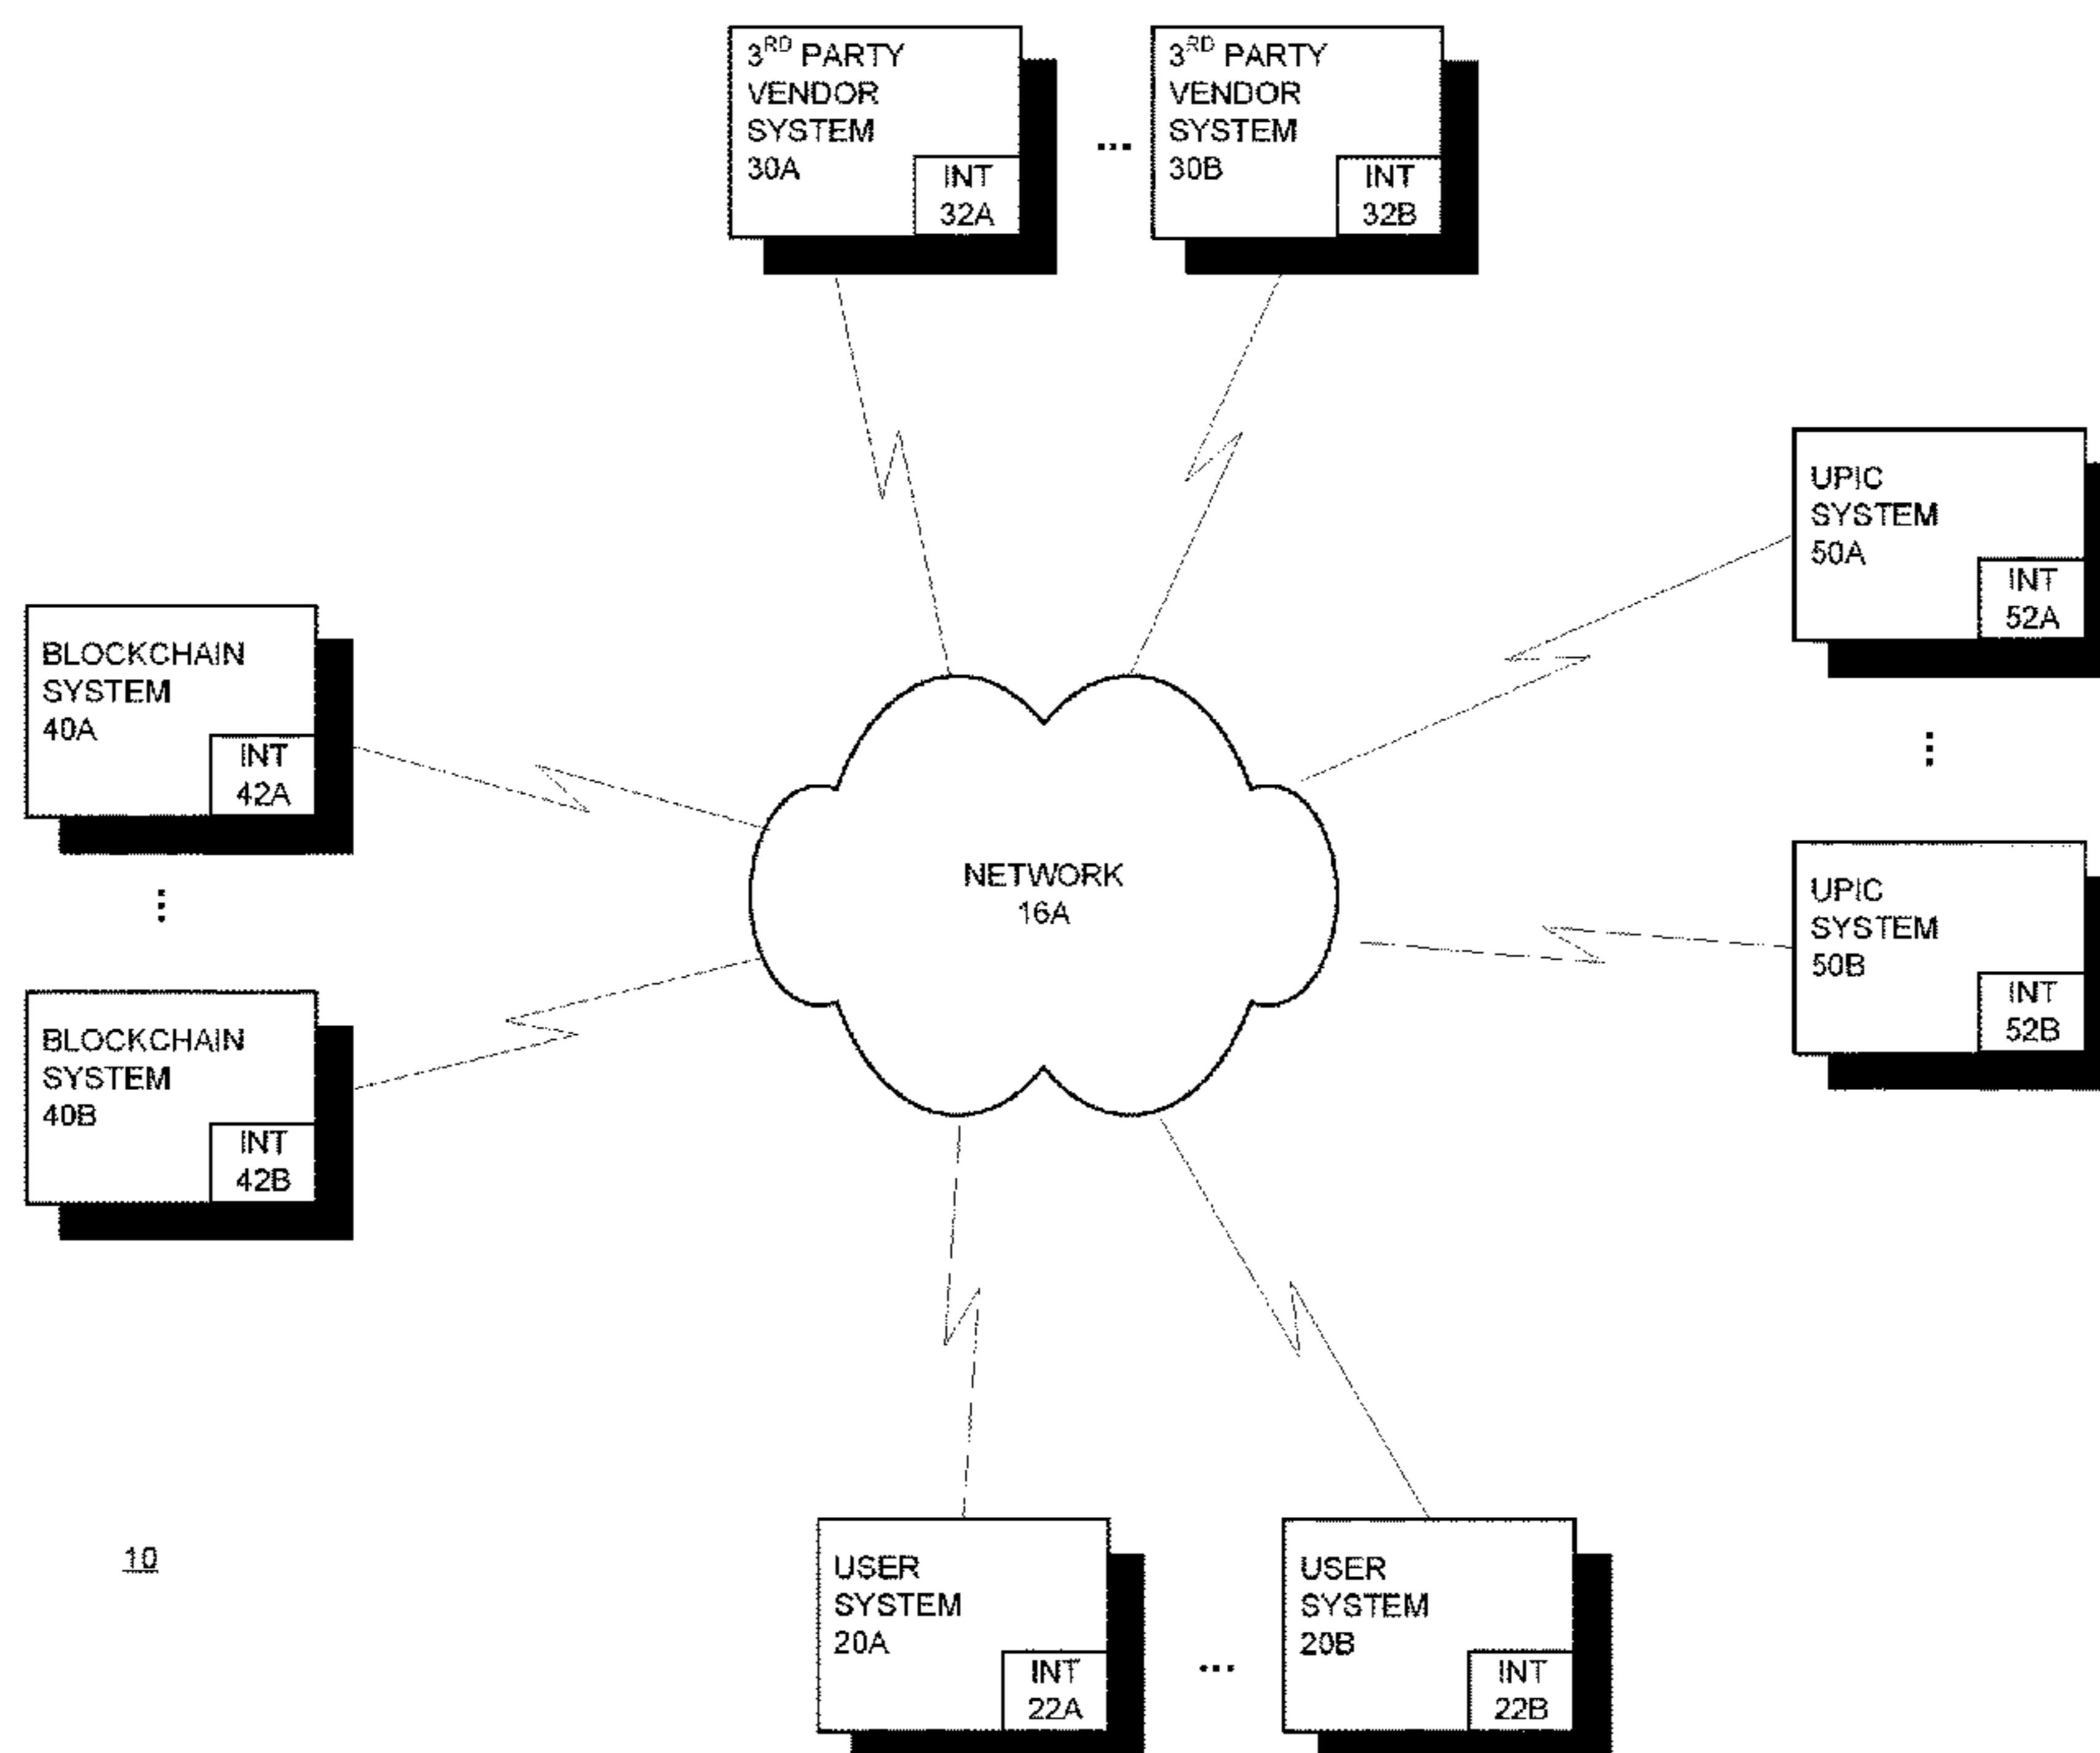 3RD PARTY
VENDOR
SYSTEM
30A
INT
32A
...
3RD PARTY
VENDOR
SYSTEM
30B
INT
32B
UPIC
SYSTEM
50A
INT
52A
...
BLOCKCHAIN
SYSTEM
40A
INT
42A
...
NETWORK
16A
UPIC
SYSTEM
50B
INT
52B
BLOCKCHAIN
SYSTEM
40B
INT
42B
10
USER
SYSTEM
20A
INT
22A
...
USER
SYSTEM
20B
INT
22B